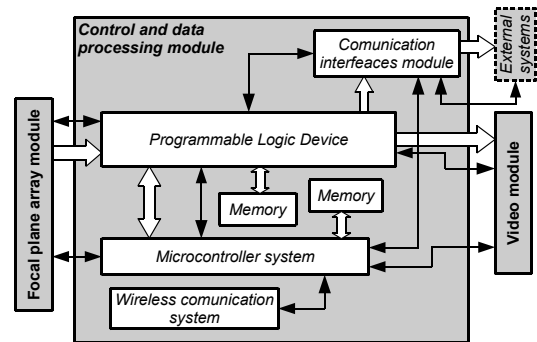 Control and data
processing module
Comunication
interfeaces module
External
systems
Focal plane array module
Programmable Logic Device
Memory
Memory
Video module
Microcontroller system
Wireless comunication
system